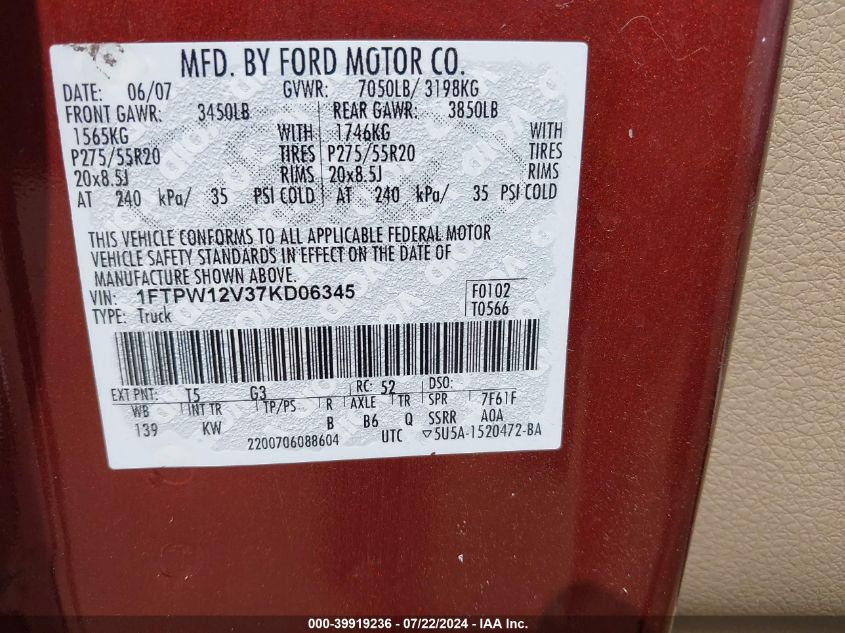 MFD. BY FORD MOTOR CO.
DATE: 06/07 GVWR: 7050LB/ 3198KG
FRONT GAWR: 3450LB REAR GAWR: 3850LB
1565KG WITH 1746KG WITH
P275/55R20 TIRES P275/55R20 TIRES
20x8.5J RIMS 20x8.5J RIMS
AT 240 kPa/ 35 PSI COLD AT 240 kPa/ 35 PSI COLD
THIS VEHICLE CONFORMS TO ALL APPLICABLE FEDERAL MOTOR
VEHICLE SAFETY STANDARDS IN EFFECT ON THE DATE OF
MANUFACTURE SHOWN ABOVE.
VIN: 1FTPW12V37KD06345 F0102
TYPE: Truck T0566
EXT PNT: T5 G3 RC: 52 DSO:
WB INT TR TP/PS R AXLE TR SPR 7F61F
139 KW B B6 Q SSRR A0A
2200706088604 UTC ▽5U5A-1520472-BA
000-39919236 - 07/22/2024 - IAA Inc.